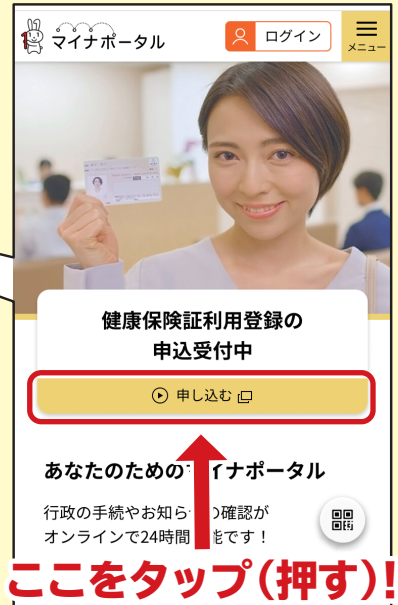 マイナポータル
ログイン
メニュー
健康保険証利用登録の
申込受付中
申し込む
あなたのための イナポータル
行政の手続やお知ら の確認が
オンラインで24時間 能です!
ここをタップ(押す)!